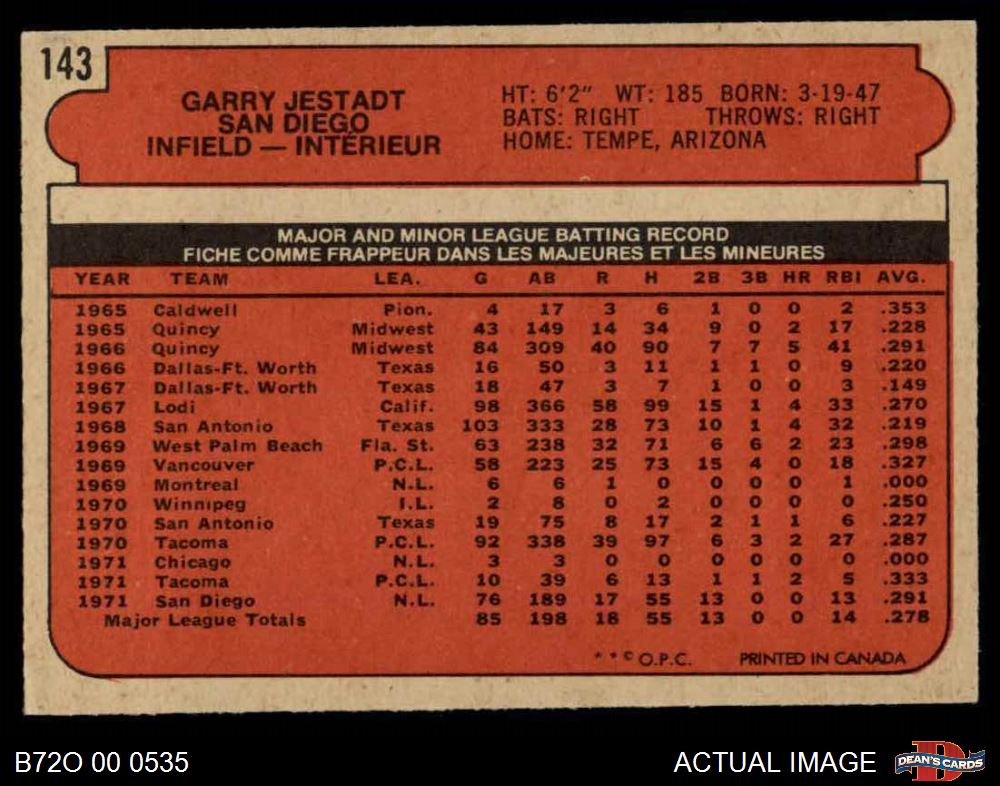 143
GARRY JESTADT
SAN DIEGO
INFIELD — INTÉRIEUR
HT: 6'2" WT: 185 BORN: 3-19-47
BATS: RIGHT THROWS: RIGHT
HOME: TEMPE, ARIZONA
MAJOR AND MINOR LEAGUE BATTING RECORD
FICHE COMME FRAPPEUR DANS LES MAJEURES ET LES MINEURES
YEAR TEAM LEA. G AB R H 2B 3B HR RBI AVG.
1965 Caldwell Pion. 4 17 3 6 1 0 0 2 .353
1965 Quincy Midwest 43 149 14 34 9 0 2 17 .228
1966 Quincy Midwest 84 309 40 90 7 7 5 41 .291
1966 Dallas-Ft. Worth Texas 16 50 3 11 1 1 0 9 .220
1967 Dallas-Ft. Worth Texas 18 47 3 7 1 0 0 3 .149
1967 Lodi Calif. 98 366 58 99 15 1 4 33 .270
1968 San Antonio Texas 103 333 28 73 10 1 4 32 .219
1969 West Palm Beach Fla. St. 63 238 32 71 6 6 2 23 .298
1969 Vancouver P.C.L. 58 223 25 73 15 4 0 18 .327
1969 Montreal N.L. 6 6 1 0 0 0 0 1 .000
1970 Winnipeg I.L. 2 8 0 2 0 0 0 0 .250
1970 San Antonio Texas 19 75 8 17 2 1 1 6 .227
1970 Tacoma P.C.L. 92 338 39 97 6 3 2 27 .287
1971 Chicago N.L. 3 3 0 0 0 0 0 0 .000
1971 Tacoma P.C.L. 10 39 6 13 1 1 2 5 .333
1971 San Diego N.L. 76 189 17 55 13 0 0 13 .291
Major League Totals 85 198 18 55 13 0 0 14 .278
* * © O.P.C. PRINTED IN CANADA
B72O 00 0535
ACTUAL IMAGE
D
DEAN'S CARDS